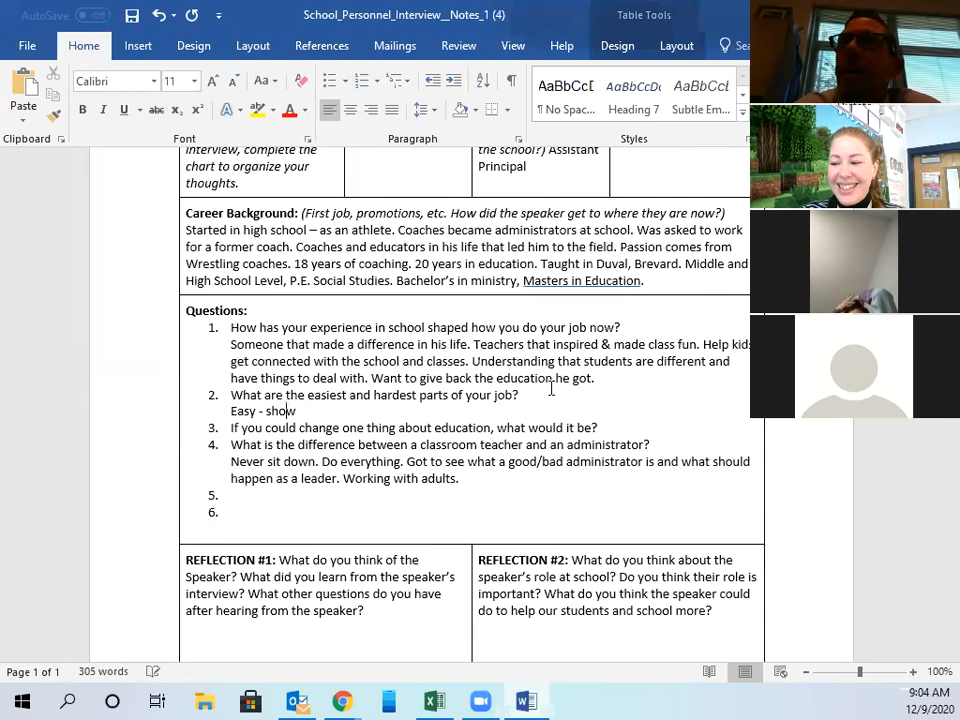 AutoSave Off
School_Personnel_Interview__Notes_1 (4)
Table Tools
File Home Insert Design Layout References Mailings Review View Help Design Layout Sea
Paste
Calibri 11
Clipboard
Font
Paragraph
Styles
AaBbCcD AaBbCcDc AaBbCcL
¶ No Spac... Heading 7 Subtle Em...
interview, complete the
chart to organize your
thoughts.
the school?) Assistant
Principal
Career Background: (First job, promotions, etc. How did the speaker get to where they are now?)
Started in high school – as an athlete. Coaches became administrators at school. Was asked to work
for a former coach. Coaches and educators in his life that led him to the field. Passion comes from
Wrestling coaches. 18 years of coaching. 20 years in education. Taught in Duval, Brevard. Middle and
High School Level, P.E. Social Studies. Bachelor's in ministry, Masters in Education.
Questions:
1. How has your experience in school shaped how you do your job now?
Someone that made a difference in his life. Teachers that inspired & made class fun. Help kids
get connected with the school and classes. Understanding that students are different and
have things to deal with. Want to give back the education he got.
2. What are the easiest and hardest parts of your job?
Easy - show
3. If you could change one thing about education, what would it be?
4. What is the difference between a classroom teacher and an administrator?
Never sit down. Do everything. Got to see what a good/bad administrator is and what should
happen as a leader. Working with adults.
5.
6.
REFLECTION #1: What do you think of the
Speaker? What did you learn from the speaker's
interview? What other questions do you have
after hearing from the speaker?
REFLECTION #2: What do you think about the
speaker's role at school? Do you think their role is
important? What do you think the speaker could
do to help our students and school more?
Page 1 of 1 305 words
100%
9:04 AM
12/9/2020